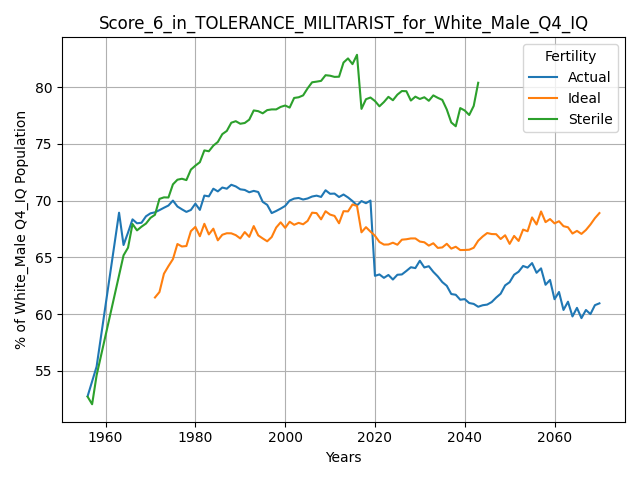 Score_6_in_TOLERANCE_MILITARIST_for_White_Male_Q4_IQ
Fertility
Actual
Ideal
Sterile
% of White_Male Q4_IQ Population
80
75
70
65
60
55
1960
1980
2000
2020
2040
2060
Years